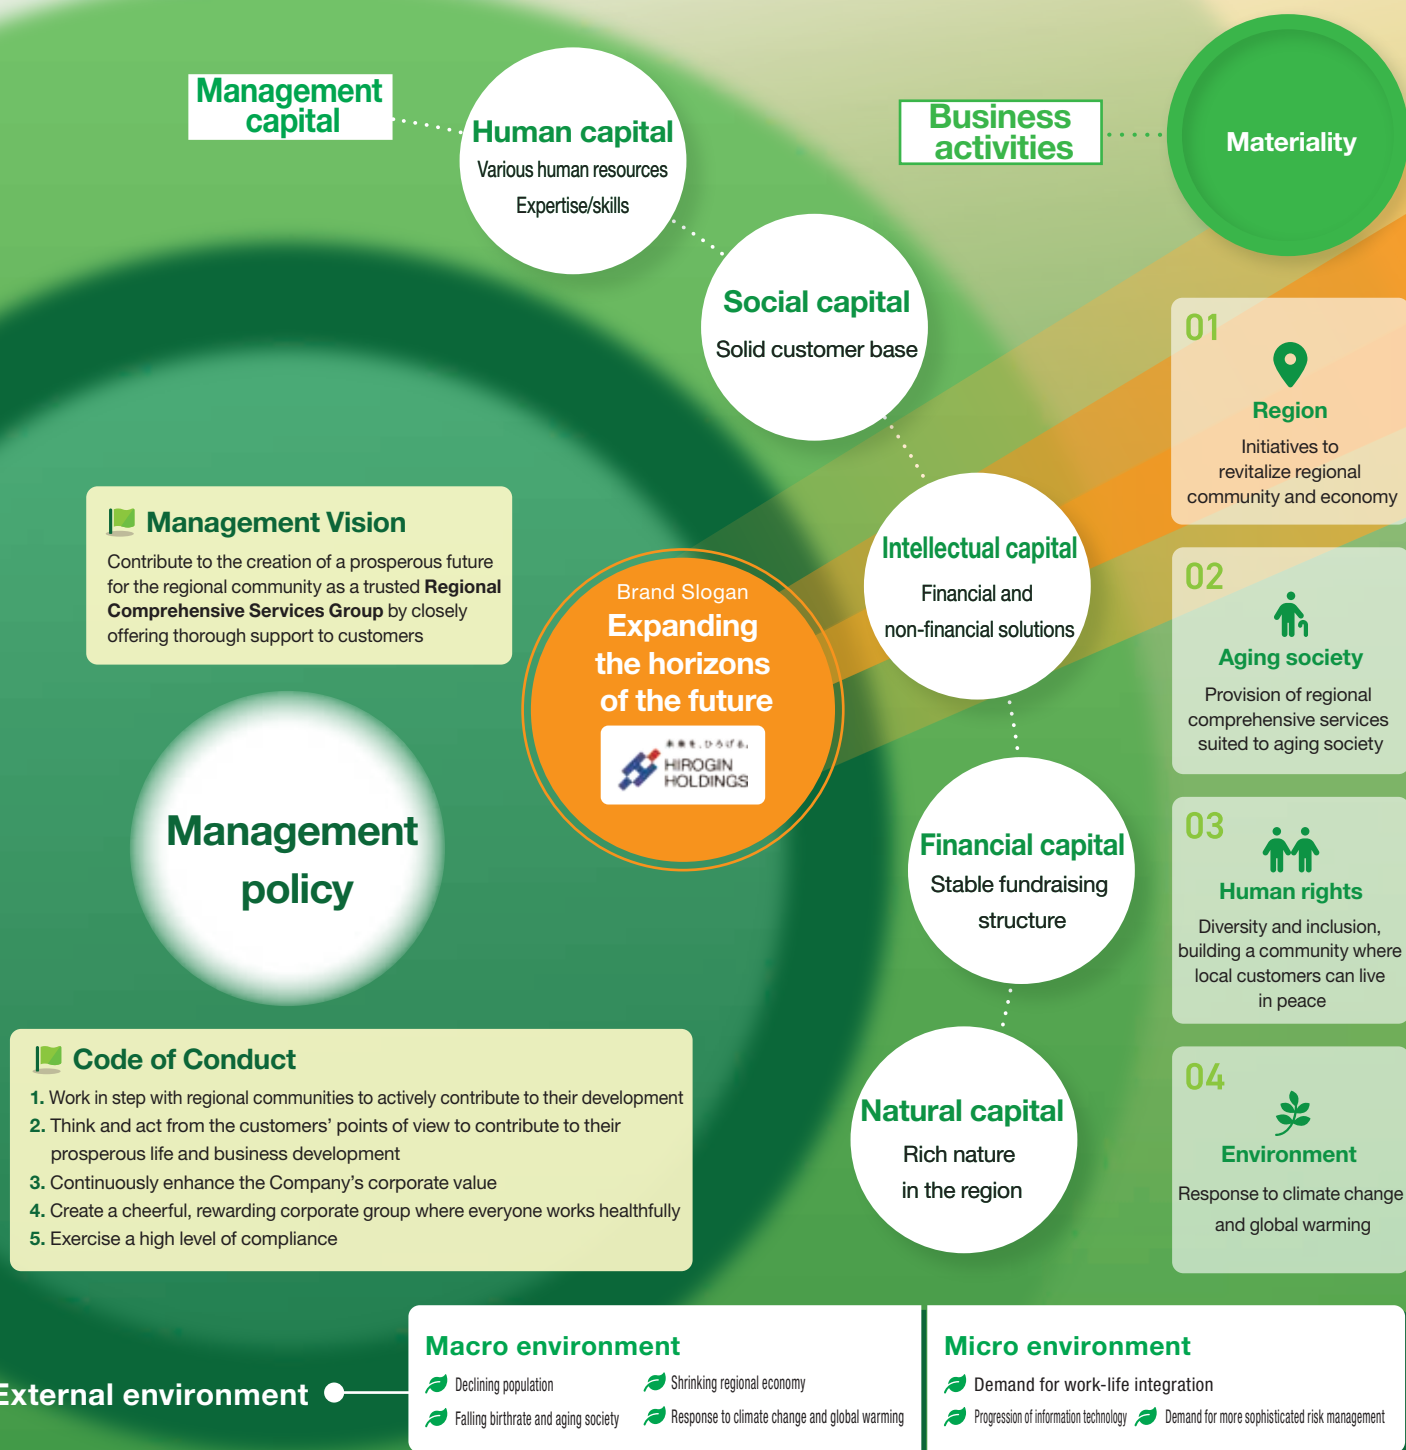 Management
capital
Human capital
Various human resources
Expertise/skills
Social capital
Solid customer base
Intellectual capital
Financial and
non-financial solutions
Financial capital
Stable fundraising
structure
Natural capital
Rich nature
in the region
Business
activities
Materiality
01
Region
Initiatives to
revitalize regional
community and economy
02
Aging society
Provision of regional
comprehensive services
suited to aging society
03
Human rights
Diversity and inclusion,
building a community where
local customers can live
in peace
04
Environment
Response to climate change
and global warming
Management Vision
Contribute to the creation of a prosperous future
for the regional community as a trusted Regional
Comprehensive Services Group by closely
offering thorough support to customers
Brand Slogan
Expanding
the horizons
of the future
未来を、ひろげる。
HIROGIN
HOLDINGS
Management
policy
Code of Conduct
1. Work in step with regional communities to actively contribute to their development
2. Think and act from the customers' points of view to contribute to their
prosperous life and business development
3. Continuously enhance the Company's corporate value
4. Create a cheerful, rewarding corporate group where everyone works healthfully
5. Exercise a high level of compliance
External environment
Macro environment
Declining population
Shrinking regional economy
Falling birthrate and aging society
Response to climate change and global warming
Micro environment
Demand for work-life integration
Progression of information technology
Demand for more sophisticated risk management